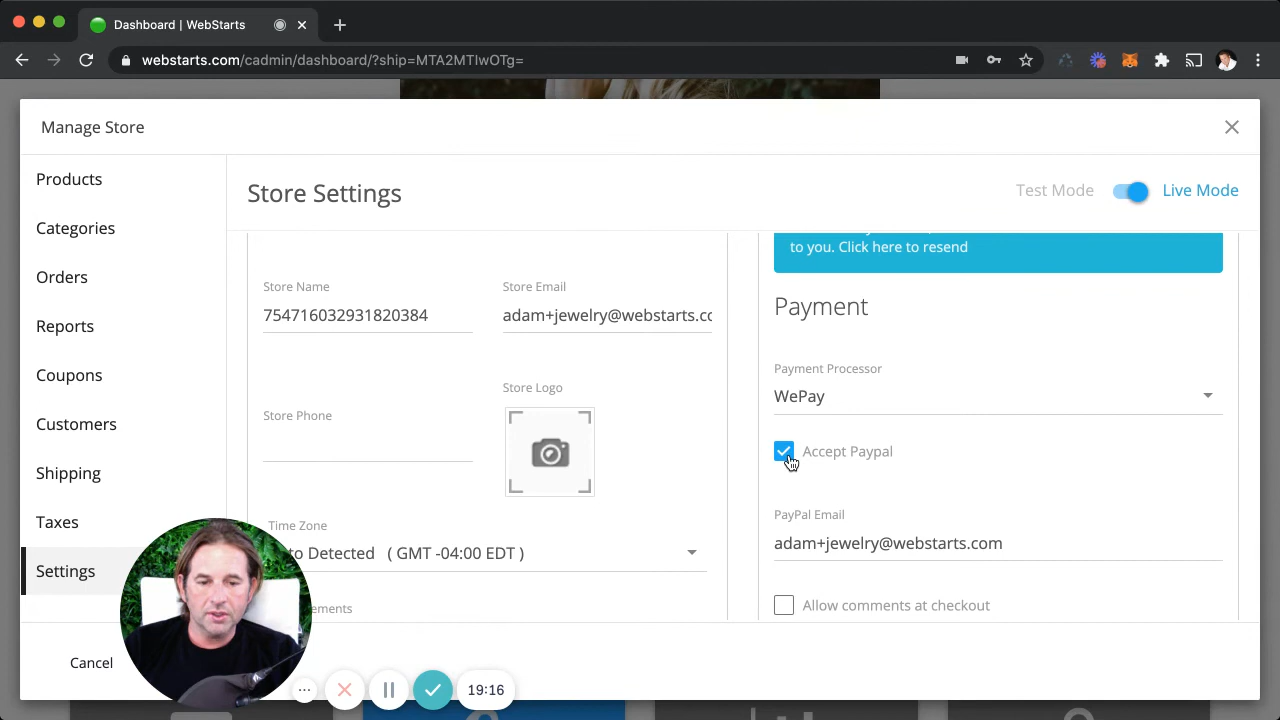 Dashboard | WebStarts
webstarts.com/cadmin/dashboard/?ship=MTA2MTIwOTg=
Manage Store
Products
Categories
Orders
Reports
Coupons
Customers
Shipping
Taxes
Settings
Cancel
Store Settings
Test Mode
Live Mode
Store Name
754716032931820384
Store Email
adam+jewelry@webstarts.cc
Store Phone
Store Logo
Time Zone
to Detected ( GMT -04:00 EDT )
ements
to you. Click here to resend
Payment
Payment Processor
WePay
Accept Paypal
PayPal Email
adam+jewelry@webstarts.com
Allow comments at checkout
19:16